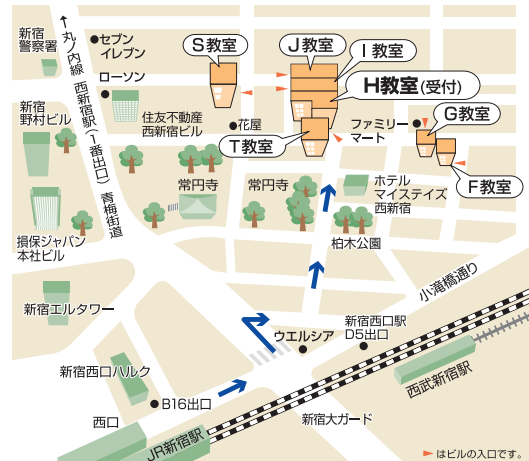 新宿
警察署
↑丸ノ内線 西新宿駅(1番出口)
青梅街道
セブン
イレブン
ローソン
S教室
J教室
I教室
H教室(受付)
G教室
F教室
T教室
新宿
野村ビル
住友不動産
西新宿ビル
花屋
ファミリー
マート
常円寺
常円寺
ホテル
マイステイズ
西新宿
損保ジャパン
本社ビル
柏木公園
小滝橋通り
新宿エルタワー
ウエルシア
新宿西口駅
D5出口
新宿西口ハルク
B16出口
西口
JR新宿駅
新宿大ガード
西武新宿駅
はビルの入口です。